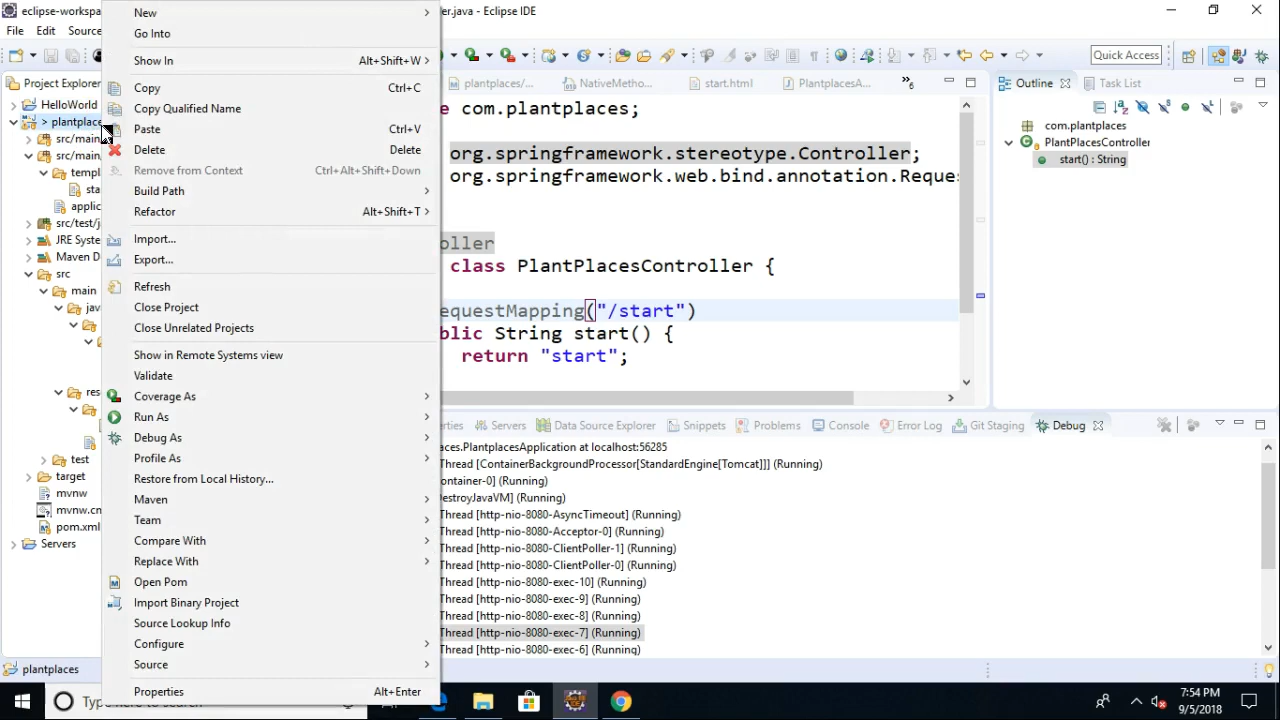 eclipse-workspa
ler.java - Eclipse IDE
File
Edit
Source
Quick Access
Project Explorer
HelloWorld
> plantplace
src/main
src/main
templ
sta
applic
src/test/j
JRE Syste
Maven D
src
main
jav
res
test
target
mvnw
mvnw.cm
pom.xml
Servers
New
Go Into
Show In Alt+Shift+W
Copy Ctrl+C
Copy Qualified Name
Paste Ctrl+V
Delete Delete
Remove from Context Ctrl+Alt+Shift+Down
Build Path
Refactor Alt+Shift+T
Import...
Export...
Refresh
Close Project
Close Unrelated Projects
Show in Remote Systems view
Validate
Coverage As
Run As
Debug As
Profile As
Restore from Local History...
Maven
Team
Compare With
Replace With
Open Pom
Import Binary Project
Source Lookup Info
Configure
Source
Properties Alt+Enter
plantplaces/...
NativeMetho...
start.html
PlantPlacesA...
»6
e com.plantplaces;
org.springframework.stereotype.Controller;
org.springframework.web.bind.annotation.Reque
oller
class PlantPlacesController {
equestMapping("/start")
blic String start() {
return "start";
Outline
Task List
com.plantplaces
PlantPlacesController
start() : String
erties
Servers
Data Source Explorer
Snippets
Problems
Console
Error Log
Git Staging
Debug
aces.PlantplacesApplication at localhost:56285
Thread [ContainerBackgroundProcessor[StandardEngine[Tomcat]]] (Running)
ontainer-0] (Running)
DestroyJavaVM] (Running)
Thread [http-nio-8080-AsyncTimeout] (Running)
Thread [http-nio-8080-Acceptor-0] (Running)
Thread [http-nio-8080-ClientPoller-1] (Running)
Thread [http-nio-8080-ClientPoller-0] (Running)
Thread [http-nio-8080-exec-10] (Running)
Thread [http-nio-8080-exec-9] (Running)
Thread [http-nio-8080-exec-8] (Running)
Thread [http-nio-8080-exec-7] (Running)
Thread [http-nio-8080-exec-6] (Running)
plantplaces
Type here to search
7:54 PM
9/5/2018